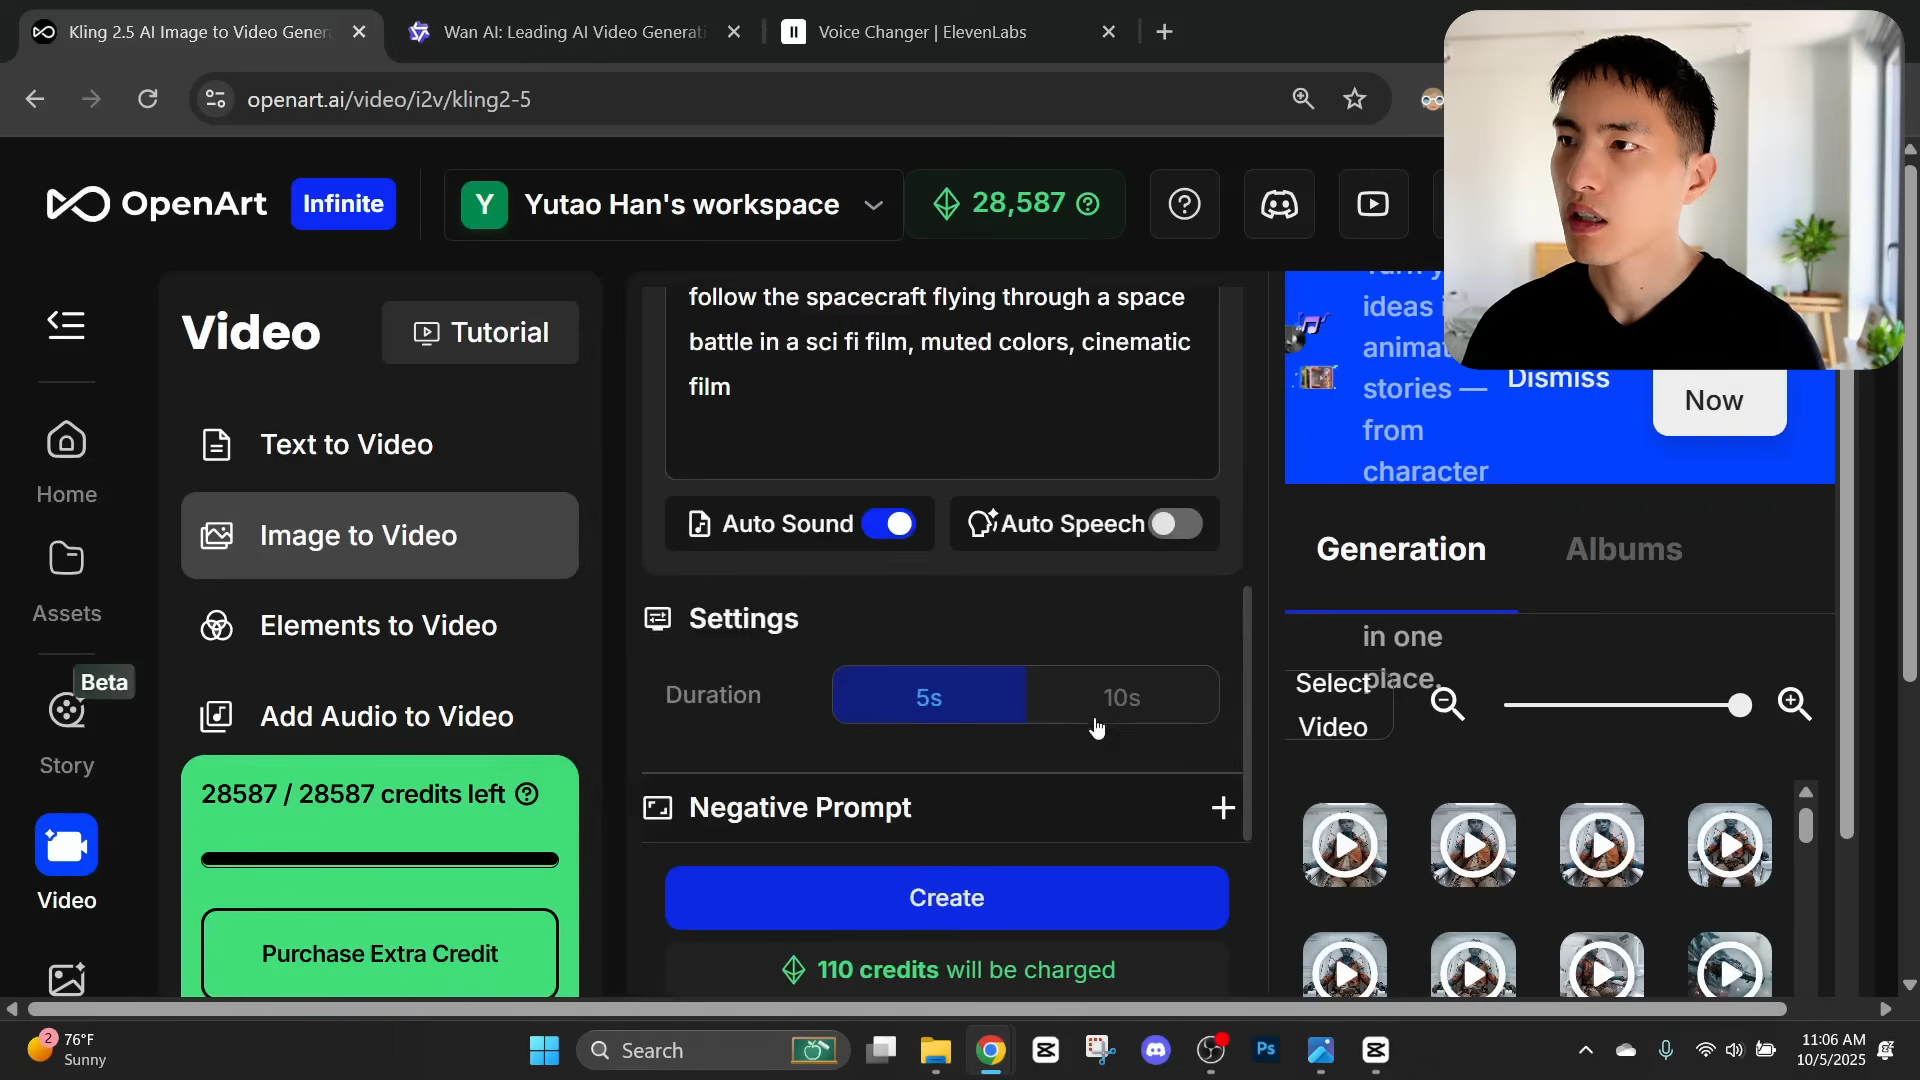 Kling 2.5 AI Image to Video Gener
Wan AI: Leading AI Video Generati
Voice Changer | ElevenLabs
openart.ai/video/i2v/kling2-5
OpenArt
Infinite
Y
Yutao Han's workspace
28,587
Video
Tutorial
Text to Video
Image to Video
Elements to Video
Add Audio to Video
28587 / 28587 credits left
Purchase Extra Credit
Home
Assets
Beta
Story
Video
follow the spacecraft flying through a space
battle in a sci fi film, muted colors, cinematic
film
Auto Sound
Auto Speech
Settings
Duration
5s
10s
Negative Prompt
Create
110 credits will be charged
ideas
animat
stories —
from
character
in one
place.
Dismiss
Now
Generation
Albums
Select
Video
2
76°F
Sunny
Search
Ps
11:06 AM
10/5/2025